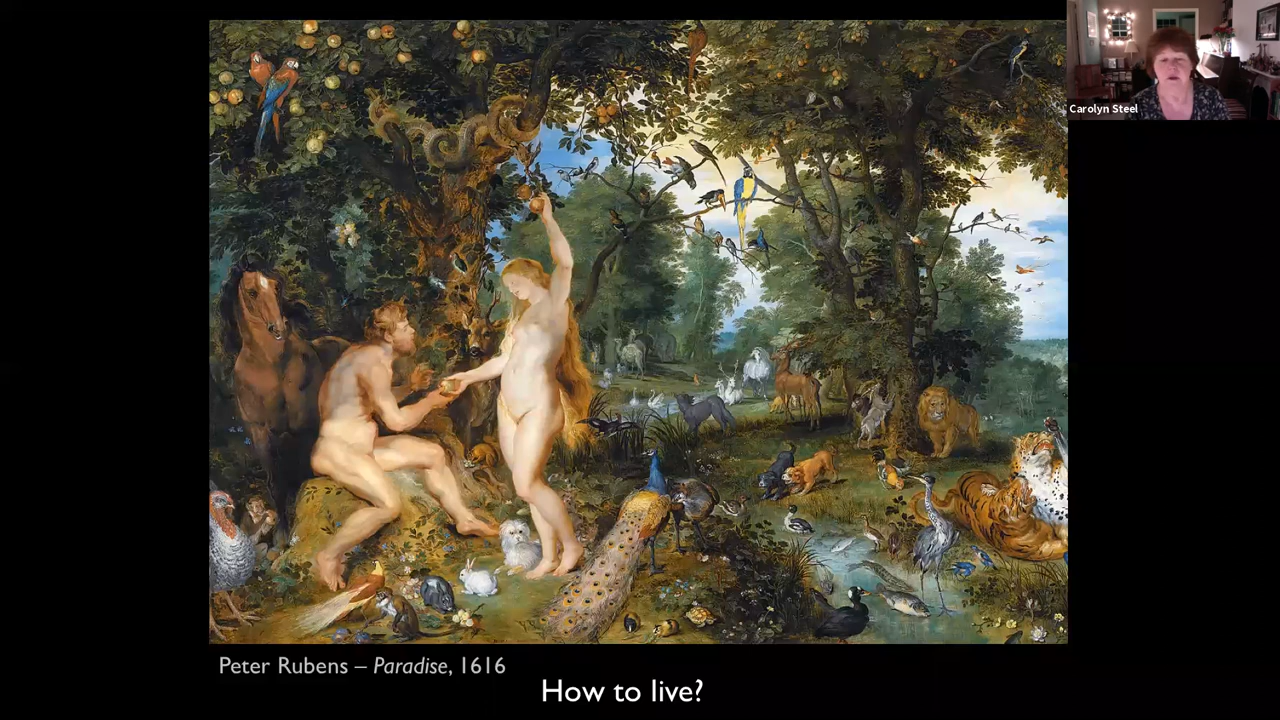 Carolyn Steel
Peter Rubens – Paradise, 1616
How to live?